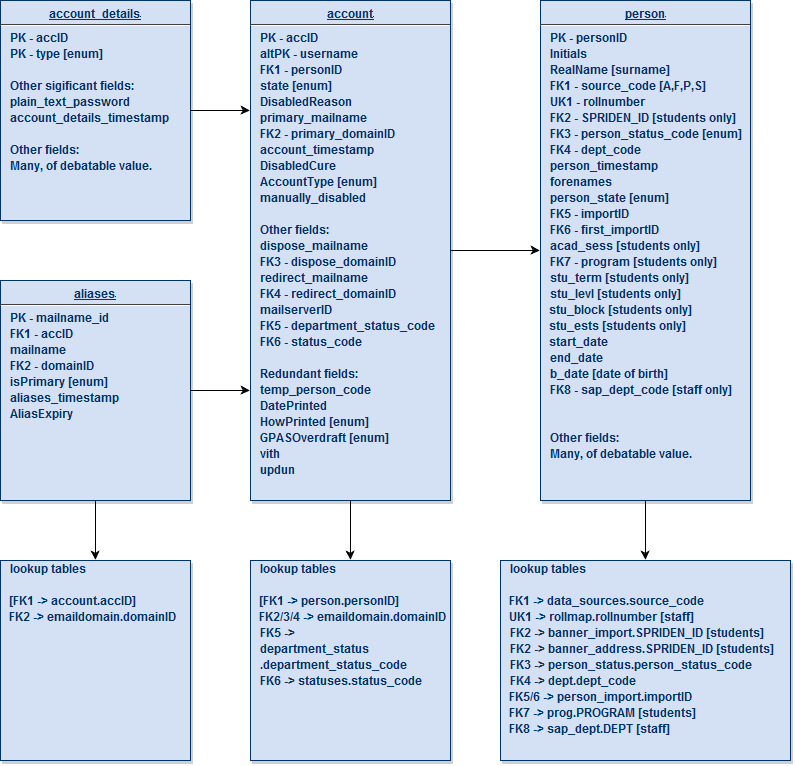 account_details
PK - accID
PK - type [enum]
Other sigificant fields:
plain_text_password
account_details_timestamp
Other fields:
Many, of debatable value.
account
PK - accID
altPK - username
FK1 - personID
state [enum]
DisabledReason
primary_mailname
FK2 - primary_domainID
account_timestamp
DisabledCure
AccountType [enum]
manually_disabled
Other fields:
dispose_mailname
FK3 - dispose_domainID
redirect_mailname
FK4 - redirect_domainID
mailserverID
FK5 - department_status_code
FK6 - status_code
Redundant fields:
temp_person_code
DatePrinted
HowPrinted [enum]
GPASOverdraft [enum]
vith
updun
person
PK - personID
Initials
RealName [surname]
FK1 - source_code [A,F,P,S]
UK1 - rollnumber
FK2 - SPRIDEN_ID [students only]
FK3 - person_status_code [enum]
FK4 - dept_code
person_timestamp
forenames
person_state [enum]
FK5 - importID
FK6 - first_importID
acad_sess [students only]
FK7 - program [students only]
stu_term [students only]
stu_levl [students only]
stu_block [students only]
stu_ests [students only]
start_date
end_date
b_date [date of birth]
FK8 - sap_dept_code [staff only]
Other fields:
Many, of debatable value.
aliases
PK - mailname_id
FK1 - accID
mailname
FK2 - domainID
isPrimary [enum]
aliases_timestamp
AliasExpiry
lookup tables
[FK1 -> account.accID]
FK2 -> emaildomain.domainID
lookup tables
[FK1 -> person.personID]
FK2/3/4 -> emaildomain.domainID
FK5 ->
department_status
.department_status_code
FK6 -> statuses.status_code
lookup tables
FK1 -> data_sources.source_code
UK1 -> rollmap.rollnumber [staff]
FK2 -> banner_import.SPRIDEN_ID [students]
FK2 -> banner_address.SPRIDEN_ID [students]
FK3 -> person_status.person_status_code
FK4 -> dept.dept_code
FK5/6 -> person_import.importID
FK7 -> prog.PROGRAM [students]
FK8 -> sap_dept.DEPT [staff]